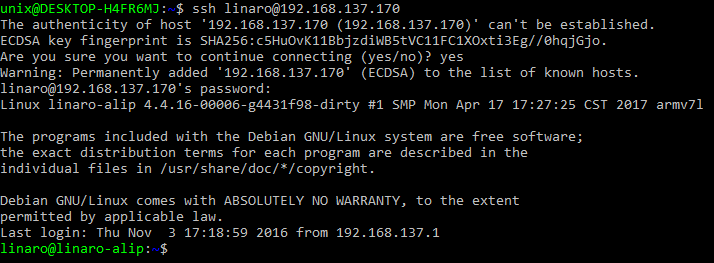 unix@DESKTOP-H4FR6MJ:~$ ssh linaro@192.168.137.170
The authenticity of host '192.168.137.170 (192.168.137.170)' can't be established.
ECDSA key fingerprint is SHA256:c5HuOvK11BbjzdiWB5tVC11FC1XOxti3Eg//0hqjGjo.
Are you sure you want to continue connecting (yes/no)? yes
Warning: Permanently added '192.168.137.170' (ECDSA) to the list of known hosts.
linaro@192.168.137.170's password:
Linux linaro-alip 4.4.16-00006-g4431f98-dirty #1 SMP Mon Apr 17 17:27:25 CST 2017 armv7l
The programs included with the Debian GNU/Linux system are free software;
the exact distribution terms for each program are described in the
individual files in /usr/share/doc/*/copyright.
Debian GNU/Linux comes with ABSOLUTELY NO WARRANTY, to the extent
permitted by applicable law.
Last login: Thu Nov  3 17:18:59 2016 from 192.168.137.1
linaro@linaro-alip:~$